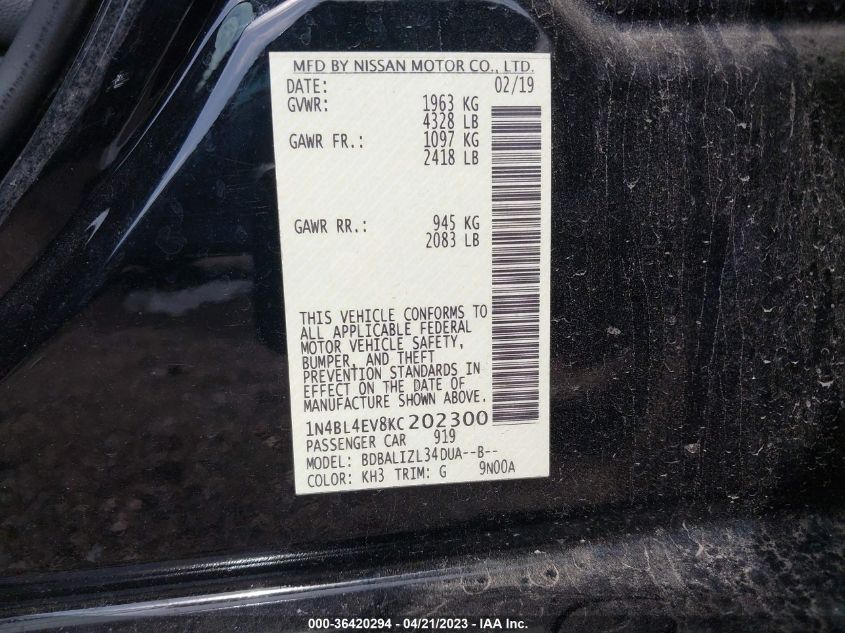 MFD BY NISSAN MOTOR CO., LTD.
DATE: 02/19
GVWR: 1963 KG
4328 LB
GAWR FR.: 1097 KG
2418 LB
GAWR RR.: 945 KG
2083 LB
THIS VEHICLE CONFORMS TO
ALL APPLICABLE FEDERAL
MOTOR VEHICLE SAFETY,
BUMPER, AND THEFT
PREVENTION STANDARDS IN
EFFECT ON THE DATE OF
MANUFACTURE SHOWN ABOVE.
1N4BL4EV8KC202300
PASSENGER CAR 919
MODEL: BDBALIZL34DUA--B--
COLOR: KH3 TRIM: G 9N00A
000-36420294 - 04/21/2023 - IAA Inc.